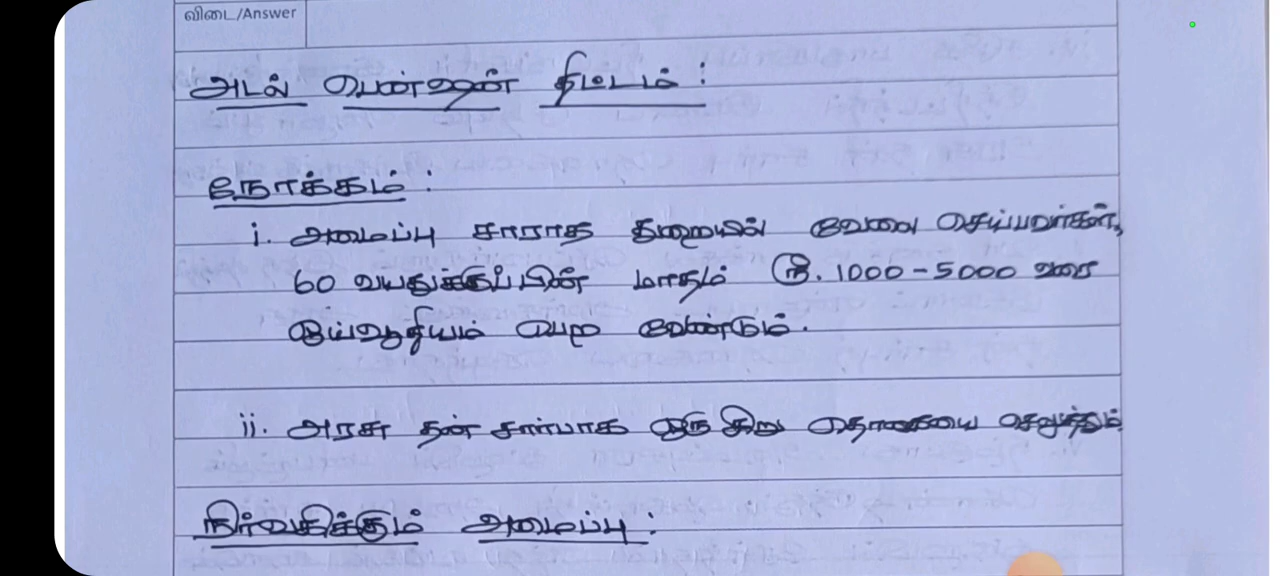 விடை/Answer
அடல் பென்ஷன் திட்டம் :
நோக்கம் :
i. அமைப்பு சாராத துறையில் வேலை செய்பவர்கள்,
60 வயதுக்குப்பின் மாதம் ரூ. 1000 - 5000 வரை
ஓய்வூதியம் பெற வேண்டும்.
ii. அரசு தன் சார்பாக ஒரு சிறு தொகையை செலுத்தும்
நிர்வகிக்கும் அமைப்பு :